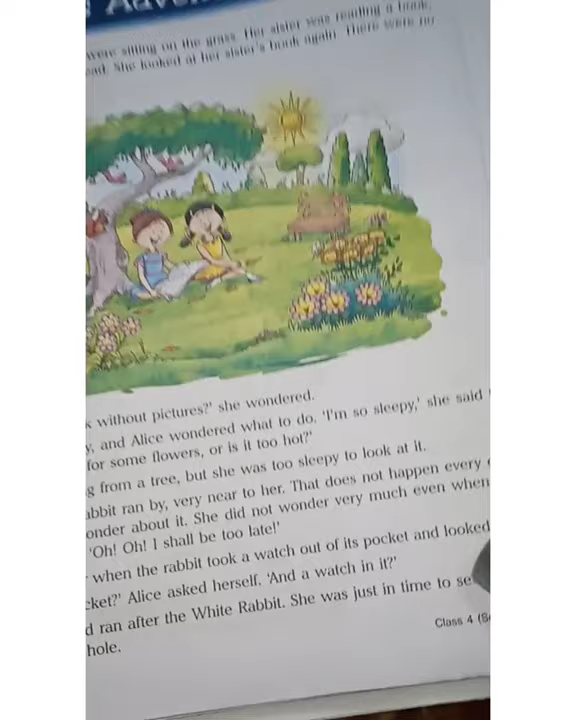 were sitting on the grass. Her sister was reading a book,
She looked at her sister's book again. There were no
without pictures?' she wondered.
y, and Alice wondered what to do. 'I'm so sleepy,' she said
for some flowers, or is it too hot?'
g from a tree, but she was too sleepy to look at it.
abbit ran by, very near to her. That does not happen every
onder about it. She did not wonder very much even when
'Oh! Oh! I shall be too late!'
when the rabbit took a watch out of its pocket and looked
cket?' Alice asked herself. 'And a watch in it?'
d ran after the White Rabbit. She was just in time to se
hole.
Class 4 (S